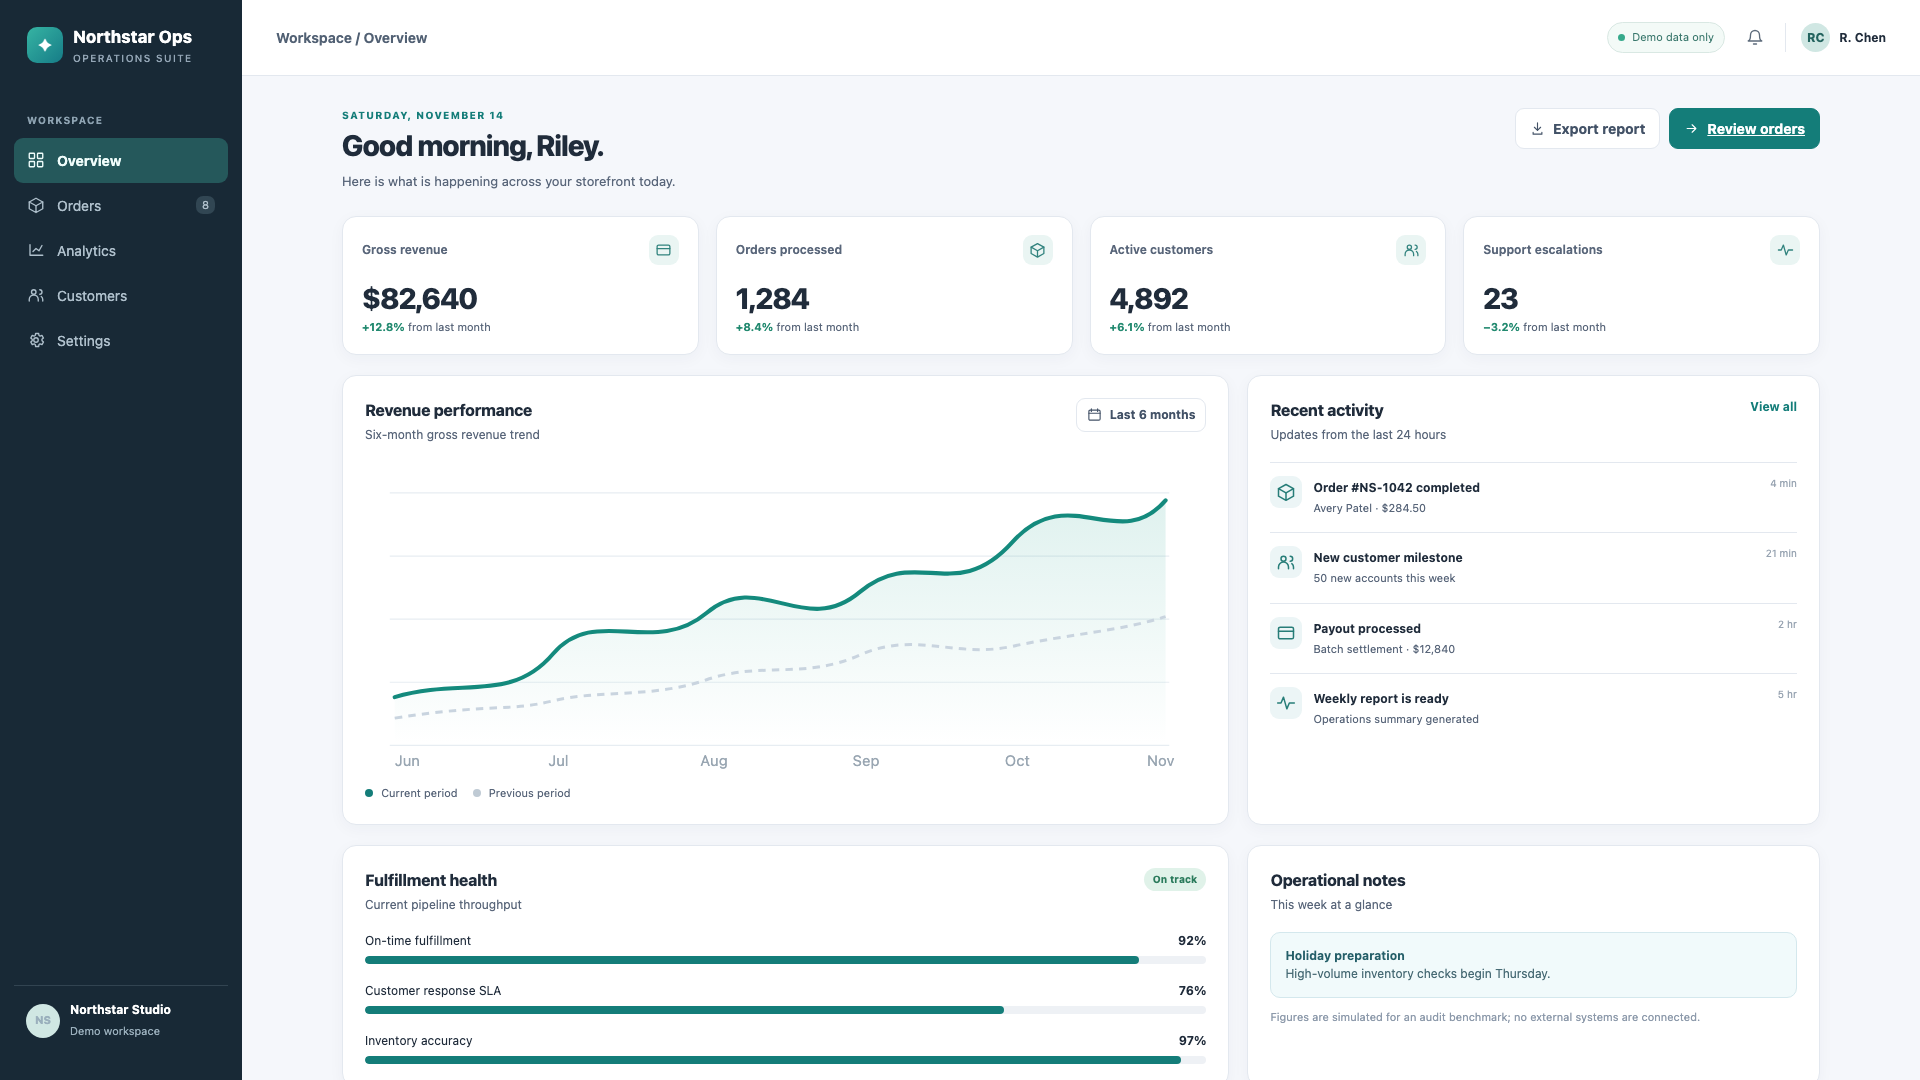 Northstar Ops
OPERATIONS SUITE
WORKSPACE
Overview
Orders 8
Analytics
Customers
Settings
NS
Northstar Studio
Demo workspace
Workspace / Overview
Demo data only
RC R. Chen
SATURDAY, NOVEMBER 14
Good morning, Riley.
Here is what is happening across your storefront today.
Export report
Review orders
Gross revenue
$82,640
+12.8% from last month
Orders processed
1,284
+8.4% from last month
Active customers
4,892
+6.1% from last month
Support escalations
23
−3.2% from last month
Revenue performance
Six-month gross revenue trend
Last 6 months
Jun Jul Aug Sep Oct Nov
Current period Previous period
Recent activity
View all
Updates from the last 24 hours
Order #NS-1042 completed 4 min
Avery Patel · $284.50
New customer milestone 21 min
50 new accounts this week
Payout processed 2 hr
Batch settlement · $12,840
Weekly report is ready 5 hr
Operations summary generated
Fulfillment health
On track
Current pipeline throughput
On-time fulfillment 92%
Customer response SLA 76%
Inventory accuracy 97%
Operational notes
This week at a glance
Holiday preparation
High-volume inventory checks begin Thursday.
Figures are simulated for an audit benchmark; no external systems are connected.